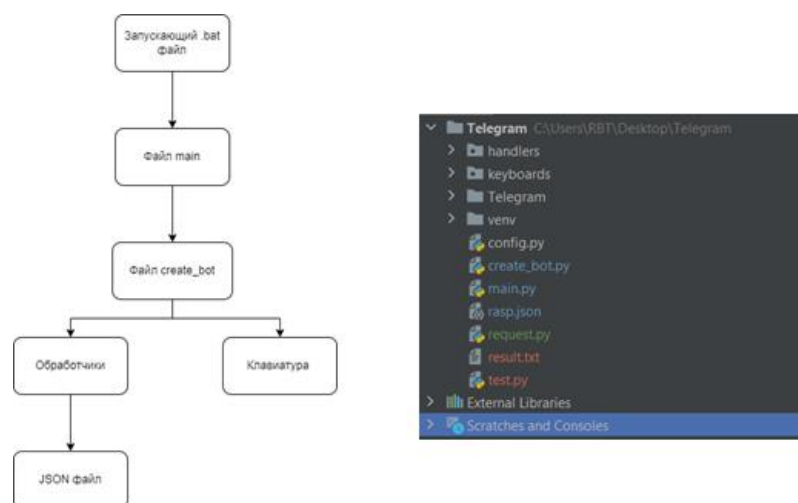 Запускающий .bat
файл
Файл main
Файл create_bot
Обработчики
Клавиатура
JSON файл
Telegram C:\Users\RBT\Desktop\Telegram
handlers
keyboards
Telegram
venv
config.py
create_bot.py
main.py
rasp.json
request.py
result.txt
test.py
External Libraries
Scratches and Consoles